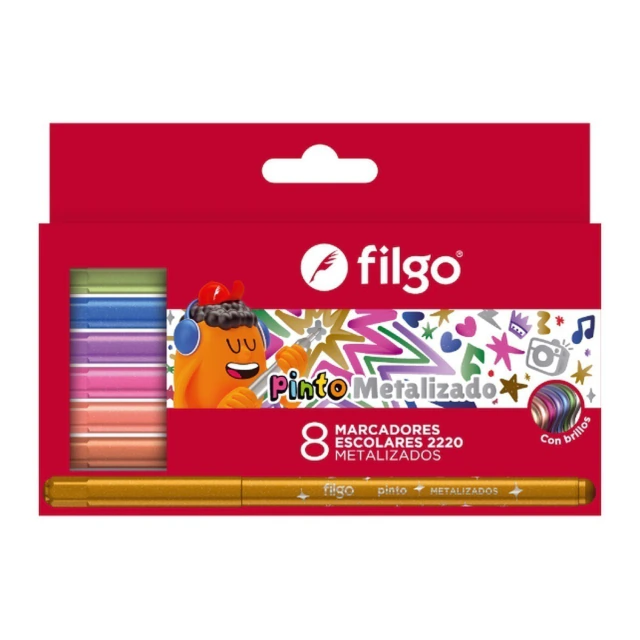 filgo®
pinto Metalizado
8 MARCADORES
ESCOLARES 2220
METALIZADOS
Con brillos
filgo pinto METALIZADOS